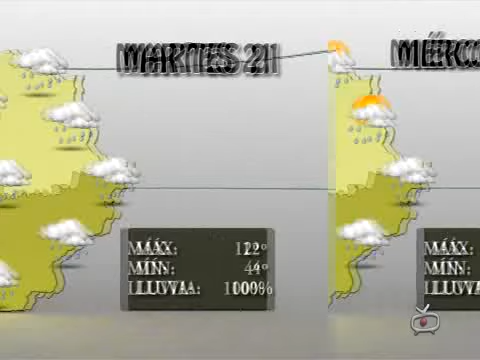 MARTES 21
MÁX: 12°
MÍN: 4°
LLUVIA: 100%
MÁX:
MÍN: